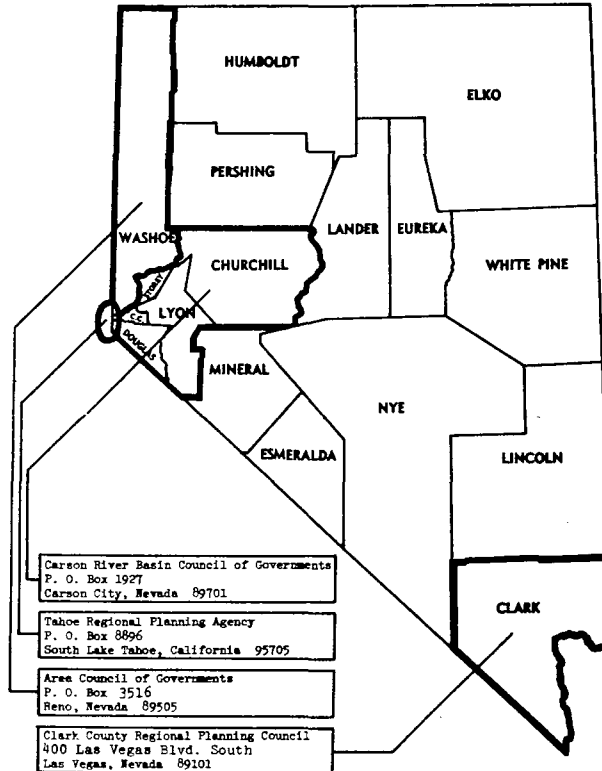 HUMBOLDT
ELKO
PERSHING
LANDER
EUREKA
WASHOE
CHURCHILL
WHITE PINE
STOREY
LYON
C.C.
DOUGLAS
MINERAL
NYE
ESMERALDA
LINCOLN
CLARK
Carson River Basin Council of Governments
P. O. Box 1927
Carson City, Nevada 89701
Tahoe Regional Planning Agency
P. O. Box 8896
South Lake Tahoe, California 95705
Area Council of Governments
P. O. Box 3516
Reno, Nevada 89505
Clark County Regional Planning Council
400 Las Vegas Blvd. South
Las Vegas, Nevada 89101